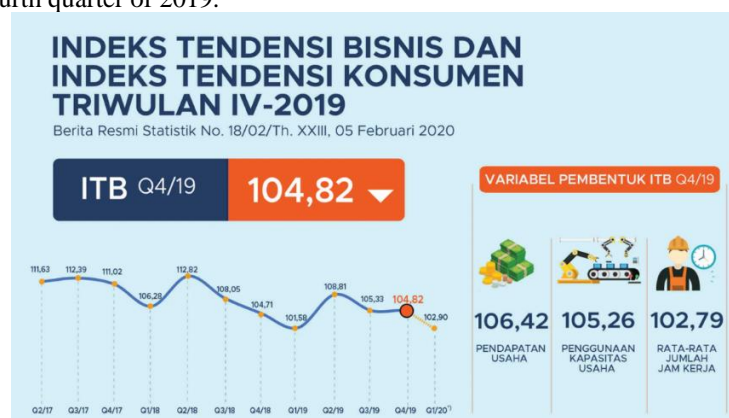 urth quarter of 2019.
INDEKS TENDENSI BISNIS DAN
INDEKS TENDENSI KONSUMEN
TRIWULAN IV-2019
Berita Resmi Statistik No. 18/02/Th. XXIII, 05 Februari 2020
ITB Q4/19
104,82
111,63
112,39
111,02
106,28
112,82
108,05
104,71
101,58
108,81
105,33
104,82
102,90
Q2/17
Q3/17
Q4/17
Q1/18
Q2/18
Q3/18
Q4/18
Q1/19
Q2/19
Q3/19
Q4/19
Q1/20*)
VARIABEL PEMBENTUK ITB Q4/19
106,42
PENDAPATAN
USAHA
105,26
PENGGUNAAN
KAPASITAS
USAHA
102,79
RATA-RATA
JUMLAH
JAM KERJA